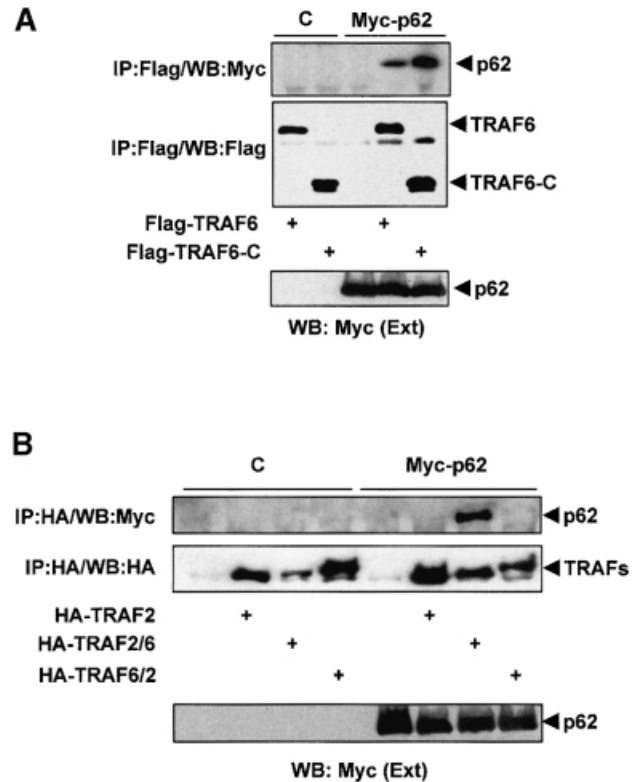 A
C Myc-p62
IP:Flag/WB:Myc p62
TRAF6
IP:Flag/WB:Flag
TRAF6-C
Flag-TRAF6 + +
Flag-TRAF6-C + +
p62
WB: Myc (Ext)
B
C Myc-p62
IP:HA/WB:Myc p62
IP:HA/WB:HA TRAFs
HA-TRAF2 + +
HA-TRAF2/6 + +
HA-TRAF6/2 + +
p62
WB: Myc (Ext)